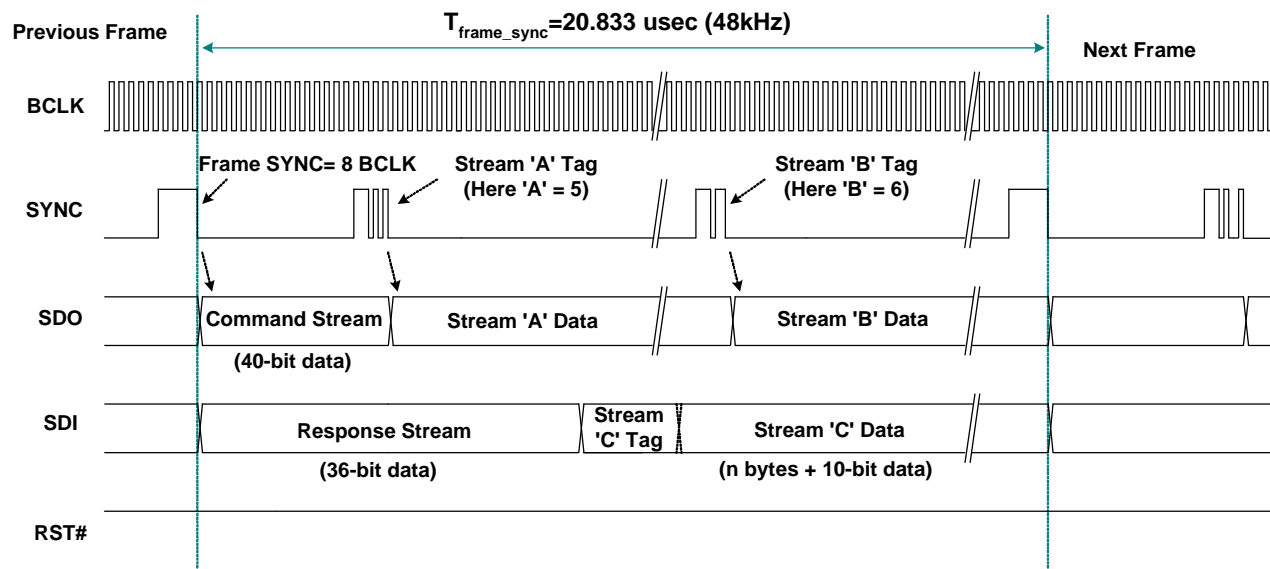 T_frame_sync=20.833 usec (48kHz)
Previous Frame
Next Frame
BCLK
Frame SYNC= 8 BCLK
Stream 'A' Tag
(Here 'A' = 5)
Stream 'B' Tag
(Here 'B' = 6)
SYNC
SDO
Command Stream
Stream 'A' Data
Stream 'B' Data
(40-bit data)
SDI
Response Stream
Stream
'C' Tag
Stream 'C' Data
(36-bit data)
(n bytes + 10-bit data)
RST#